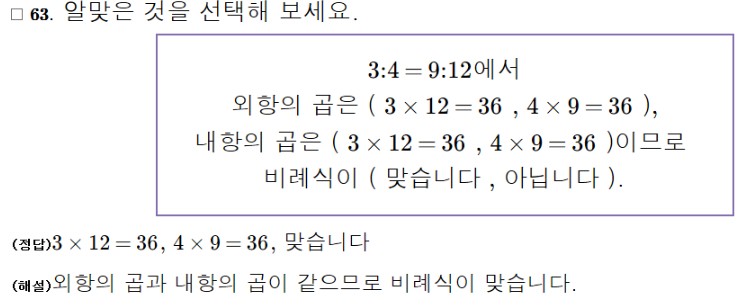 □ 63. 알맞은 것을 선택해 보세요.
3:4=9:12에서
외항의 곱은 ( 3×12=36 , 4×9=36 ),
내항의 곱은 ( 3×12=36 , 4×9=36 )이므로
비례식이 ( 맞습니다 , 아닙니다 ).
(정답)3×12=36, 4×9=36, 맞습니다
(해설)외항의 곱과 내항의 곱이 같으므로 비례식이 맞습니다.